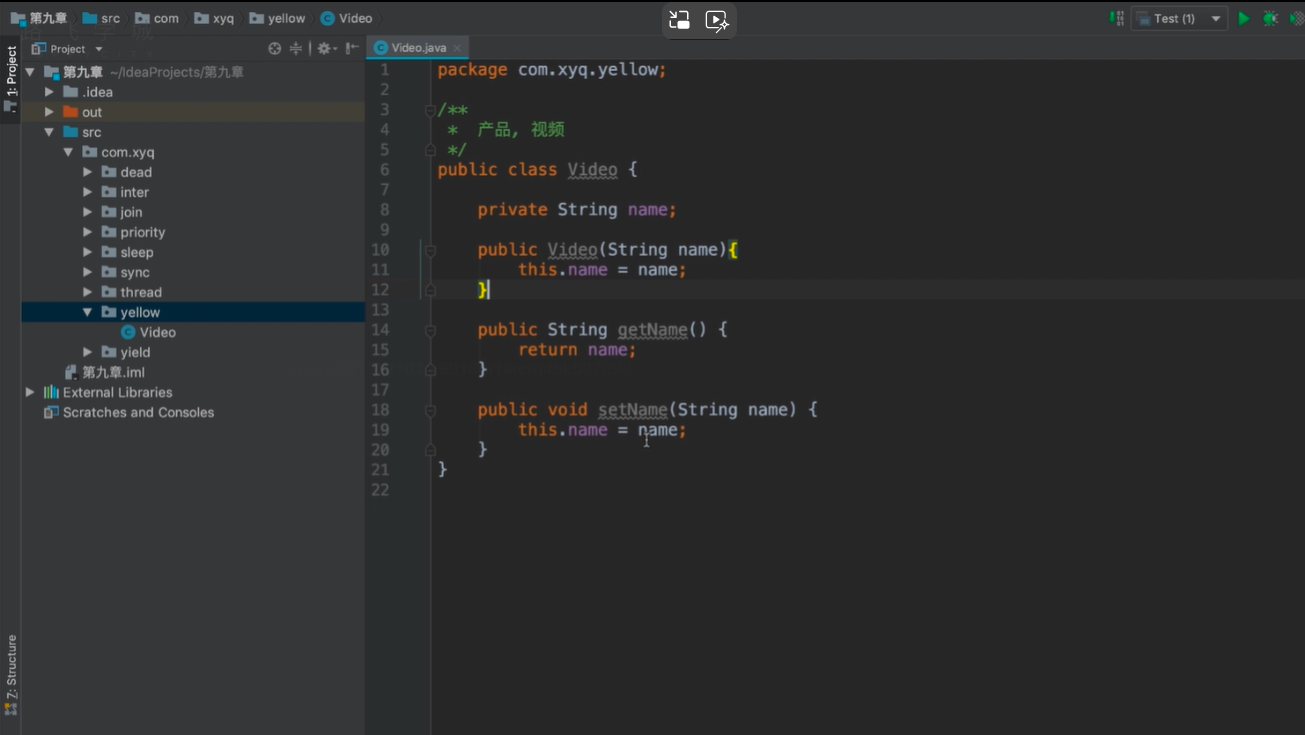 第九章 src com xyq yellow Video
Test (1)
Project
Video.java
1: Project
第九章 ~/IdeaProjects/第九章
.idea
out
src
com.xyq
dead
inter
join
priority
sleep
sync
thread
yellow
Video
yield
第九章.iml
External Libraries
Scratches and Consoles
Z: Structure
1 package com.xyq.yellow;
2
3 /**
4 * 产品, 视频
5 */
6 public class Video {
7
8 private String name;
9
10 public Video(String name){
11 this.name = name;
12 }
13
14 public String getName() {
15 return name;
16 }
17
18 public void setName(String name) {
19 this.name = name;
20 }
21 }
22